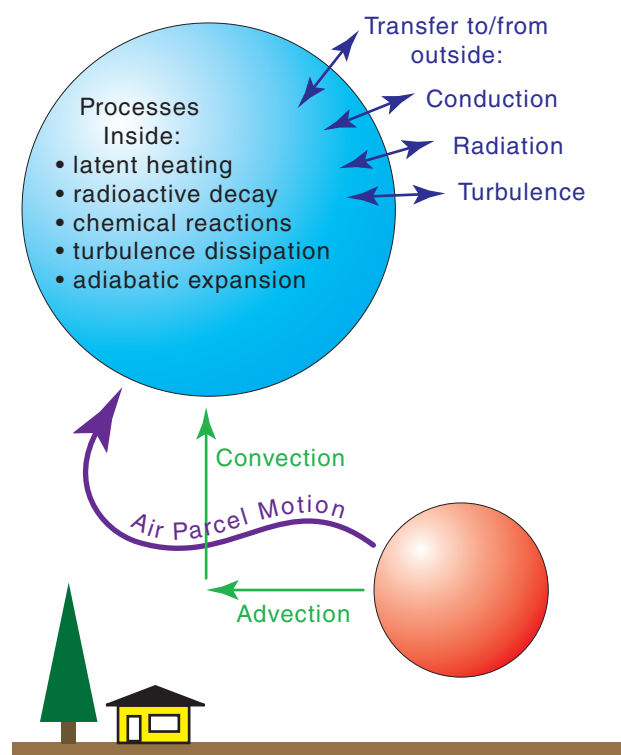 Transfer to/from
outside:
Conduction
Radiation
Turbulence
Processes
Inside:
• latent heating
• radioactive decay
• chemical reactions
• turbulence dissipation
• adiabatic expansion
Convection
Air Parcel Motion
Advection